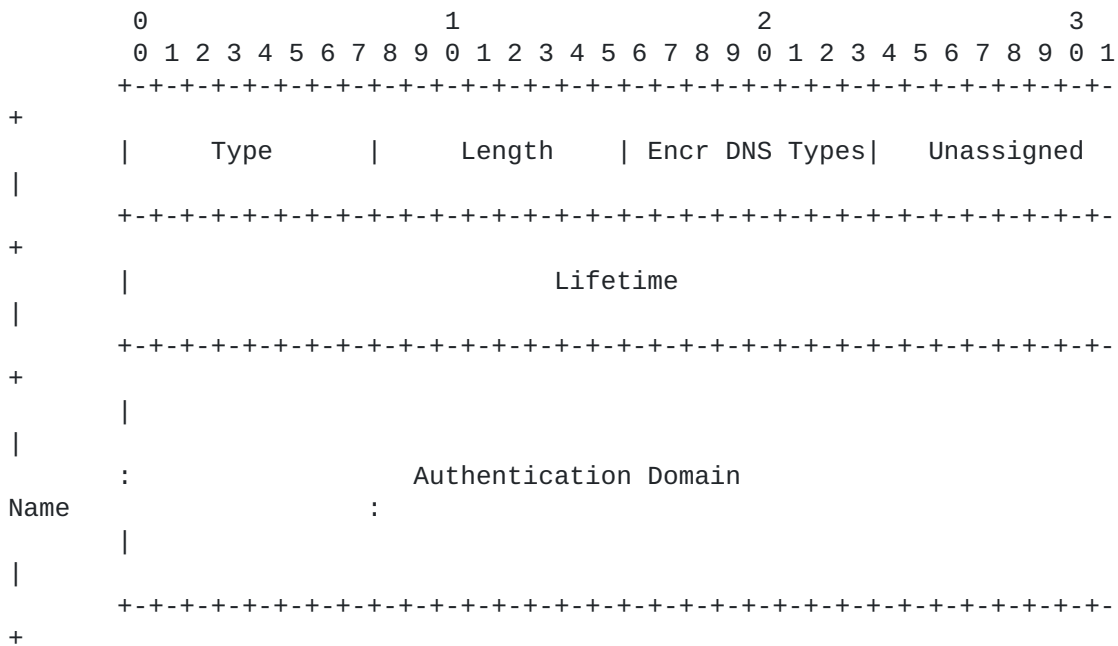 0                   1                   2                   3
0 1 2 3 4 5 6 7 8 9 0 1 2 3 4 5 6 7 8 9 0 1 2 3 4 5 6 7 8 9 0 1
+-+-+-+-+-+-+-+-+-+-+-+-+-+-+-+-+-+-+-+-+-+-+-+-+-+-+-+-+-+-+-+-
+
|     Type      |     Length    | Encr DNS Types|   Unassigned
|
+-+-+-+-+-+-+-+-+-+-+-+-+-+-+-+-+-+-+-+-+-+-+-+-+-+-+-+-+-+-+-+-
+
|                           Lifetime
|
+-+-+-+-+-+-+-+-+-+-+-+-+-+-+-+-+-+-+-+-+-+-+-+-+-+-+-+-+-+-+-+-
+
|
|
:                  Authentication Domain
Name                   :
|
|
+-+-+-+-+-+-+-+-+-+-+-+-+-+-+-+-+-+-+-+-+-+-+-+-+-+-+-+-+-+-+-+-
+